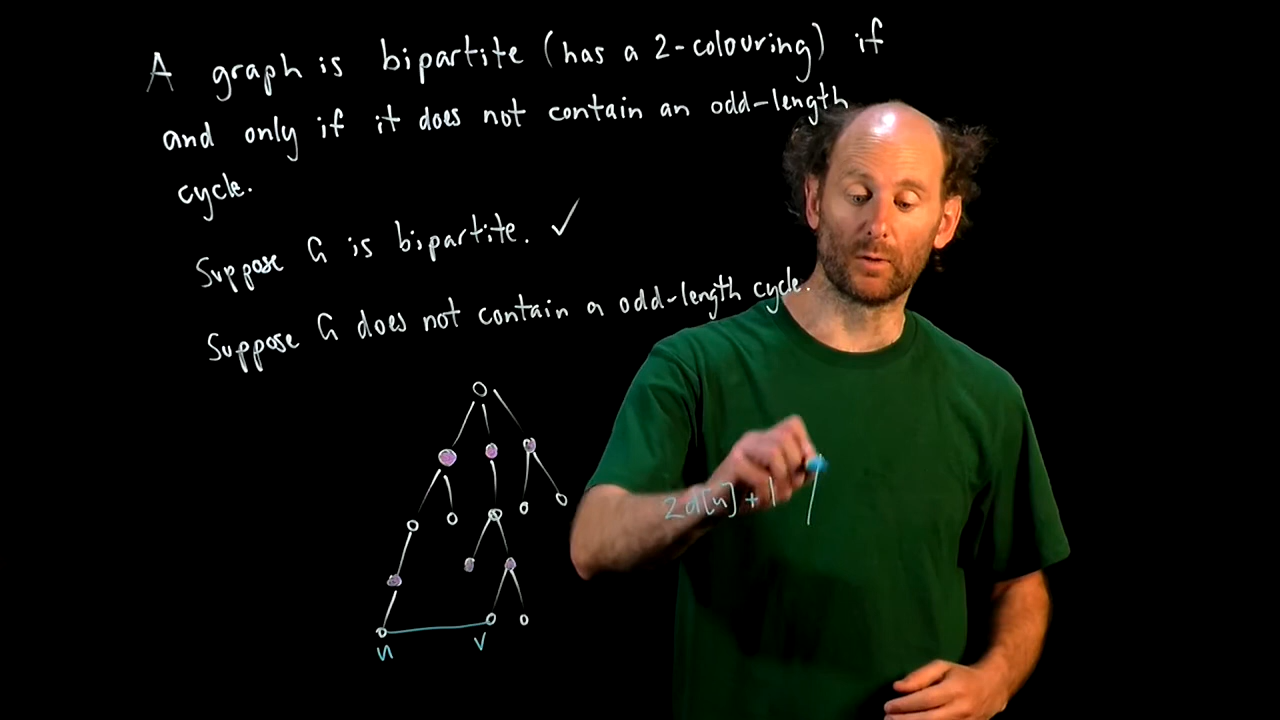 A graph is bipartite (has a 2-colouring) if
and only if it does not contain an odd-length
cycle.
Suppose G is bipartite. ✓
Suppose G does not contain a odd-length cycle.
2d[u] + 1
u v